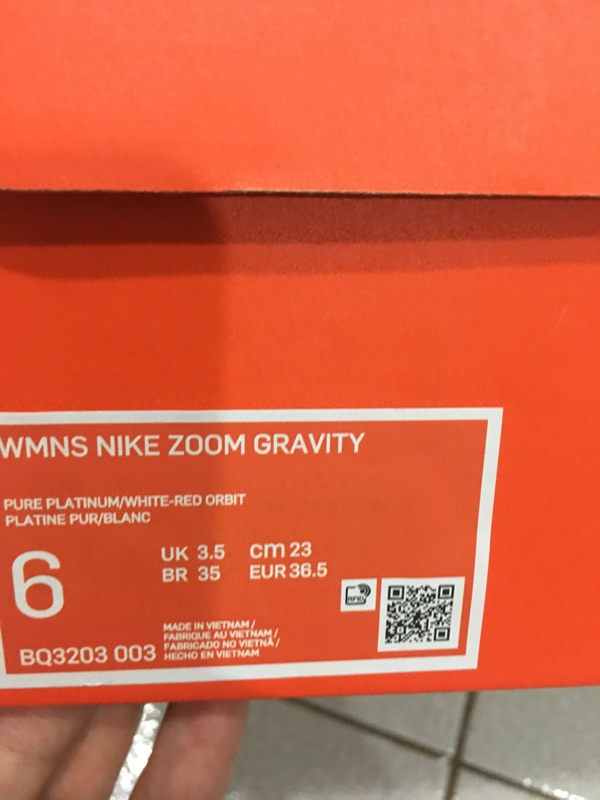 WMNS NIKE ZOOM GRAVITY
PURE PLATINUM/WHITE-RED ORBIT
PLATINE PUR/BLANC
6
UK 3.5 cm 23
BR 35 EUR 36.5
RFID
BQ3203 003
MADE IN VIETNAM /
FABRIQUE AU VIETNAM /
FABRICADO NO VIETNÃ /
HECHO EN VIETNAM